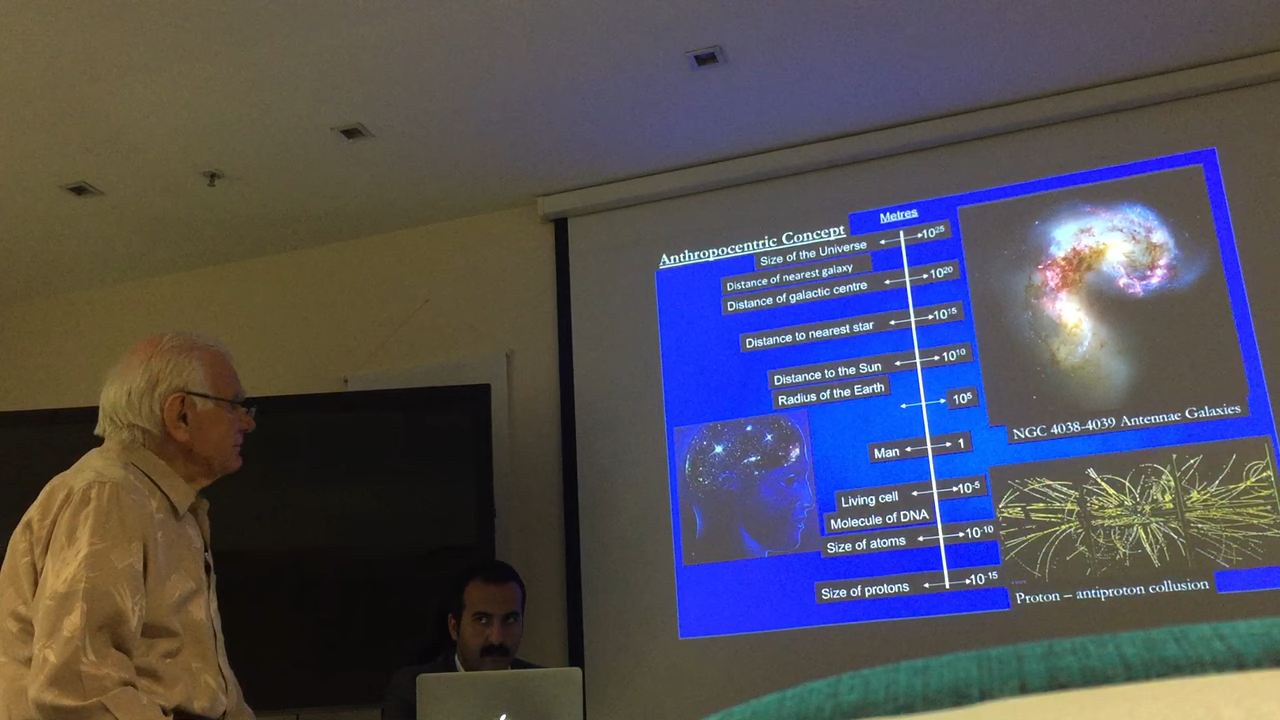 Metres
Anthropocentric Concept
Size of the Universe 10²⁵
Distance of nearest galaxy
Distance of galactic centre 10²⁰
Distance to nearest star 10¹⁵
Distance to the Sun 10¹⁰
Radius of the Earth
10⁵
NGC 4038-4039 Antennae Galaxies
Man 1
Living cell 10⁻⁵
Molecule of DNA
Size of atoms 10⁻¹⁰
Size of protons 10⁻¹⁵
Proton – antiproton collusion